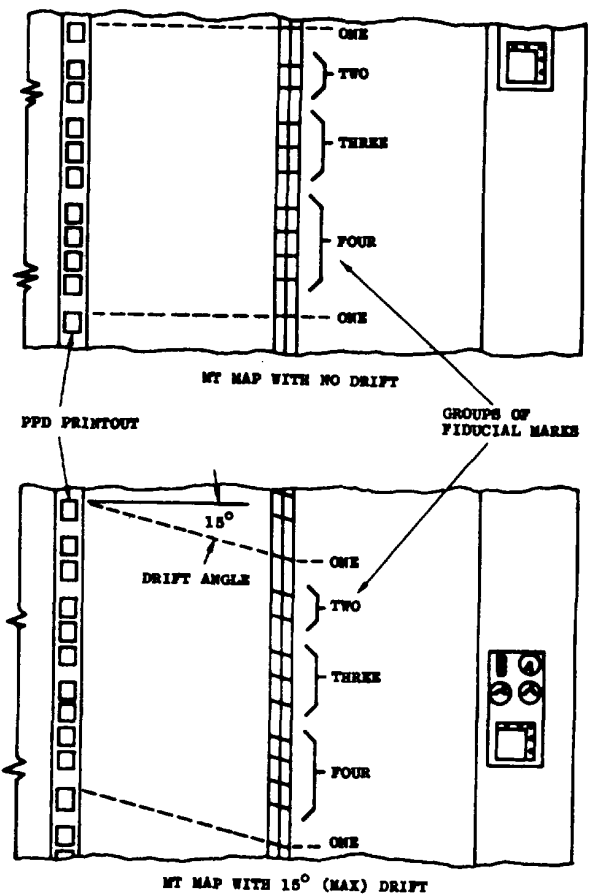 ONE
TWO
THREE
FOUR
ONE
MT MAP WITH NO DRIFT
PPD PRINTOUT
GROUPS OF
FIDUCIAL MARKS
15°
DRIFT ANGLE
ONE
TWO
THREE
FOUR
ONE
MT MAP WITH 15° (MAX) DRIFT